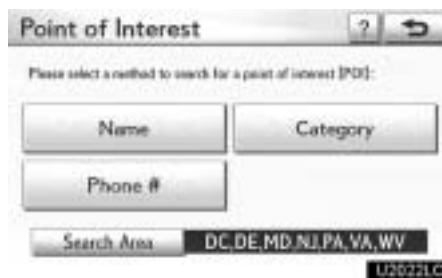 Point of Interest ?
Please select a method to search for a point of interest [POI]:
Name Category
Phone #
Search Area DC,DE,MD,NJ,PA,VA,WV
U2022LC